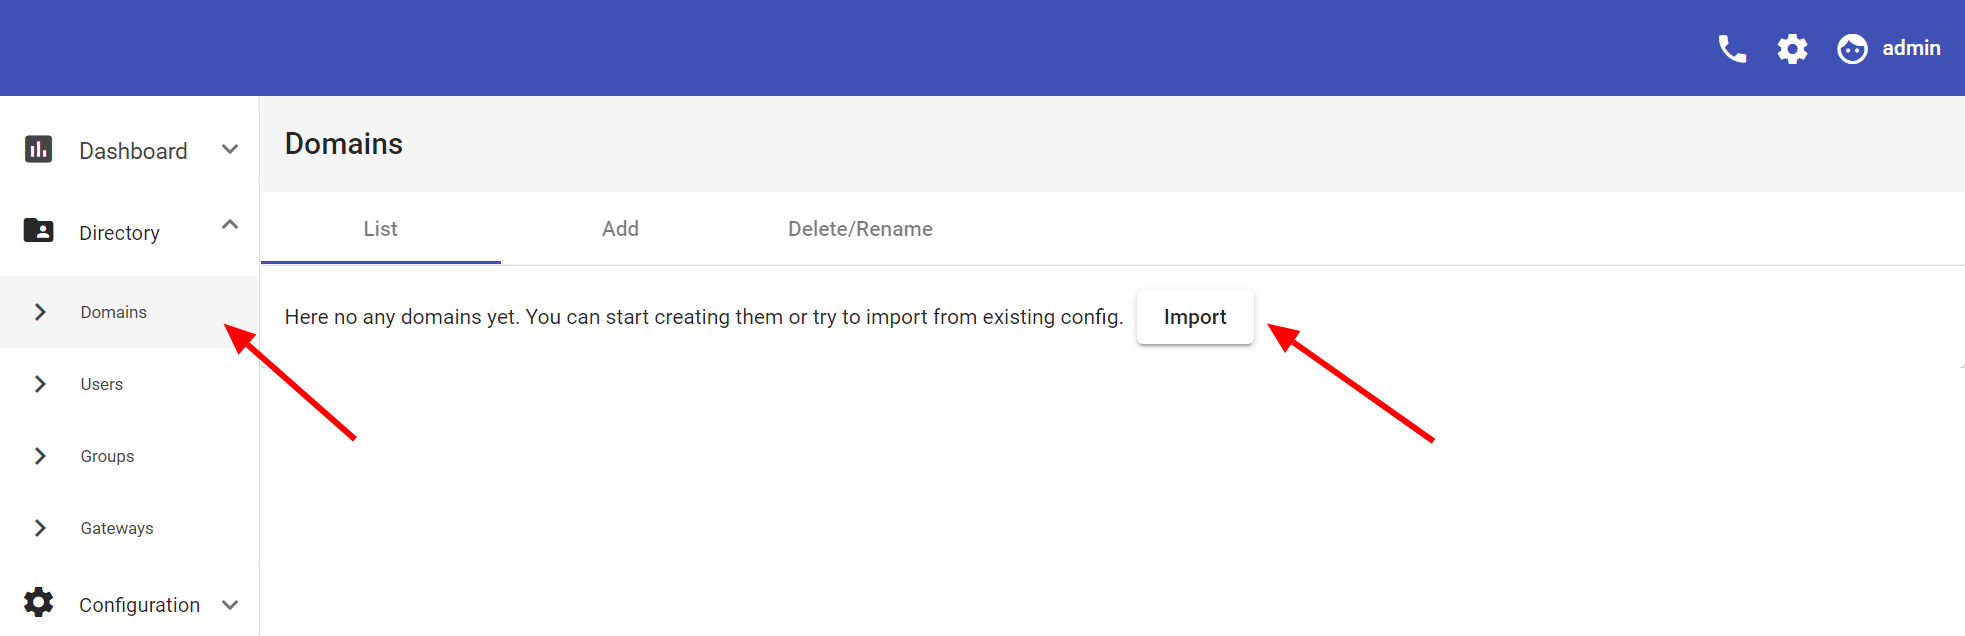 admin
Dashboard
Directory
Domains
Users
Groups
Gateways
Configuration
Domains
List Add Delete/Rename
Here no any domains yet. You can start creating them or try to import from existing config. Import